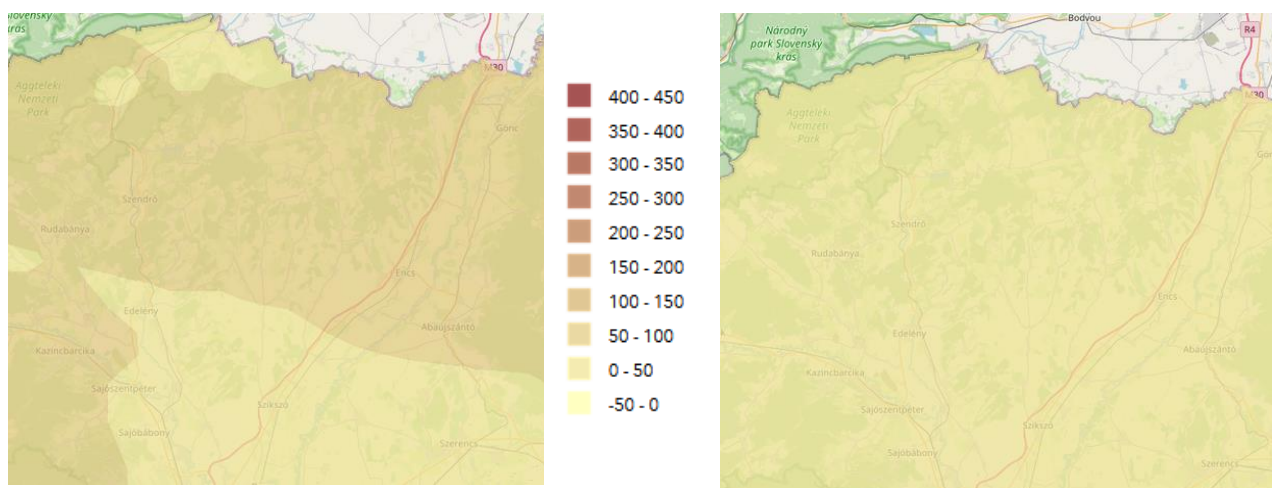 Slovenský
kras
M30
Aggteleki
Nemzeti
Park
Gönc
Szendrő
Rudabánya
Encs
Edelény
Abaújszántó
Kazincbarcika
Sajószentpéter
Szikszó
Sajóbábony
Szerencs
400 - 450
350 - 400
300 - 350
250 - 300
200 - 250
150 - 200
100 - 150
50 - 100
0 - 50
-50 - 0
Bodvou
Národný
park Slovenský
kras
R4
M30
Aggteleki
Nemzeti
Park
Szendrő
Rudabánya
Encs
Edelény
Abaújszántó
Kazincbarcika
Sajószentpéter
Szikszó
Sajóbábony
Szerencs